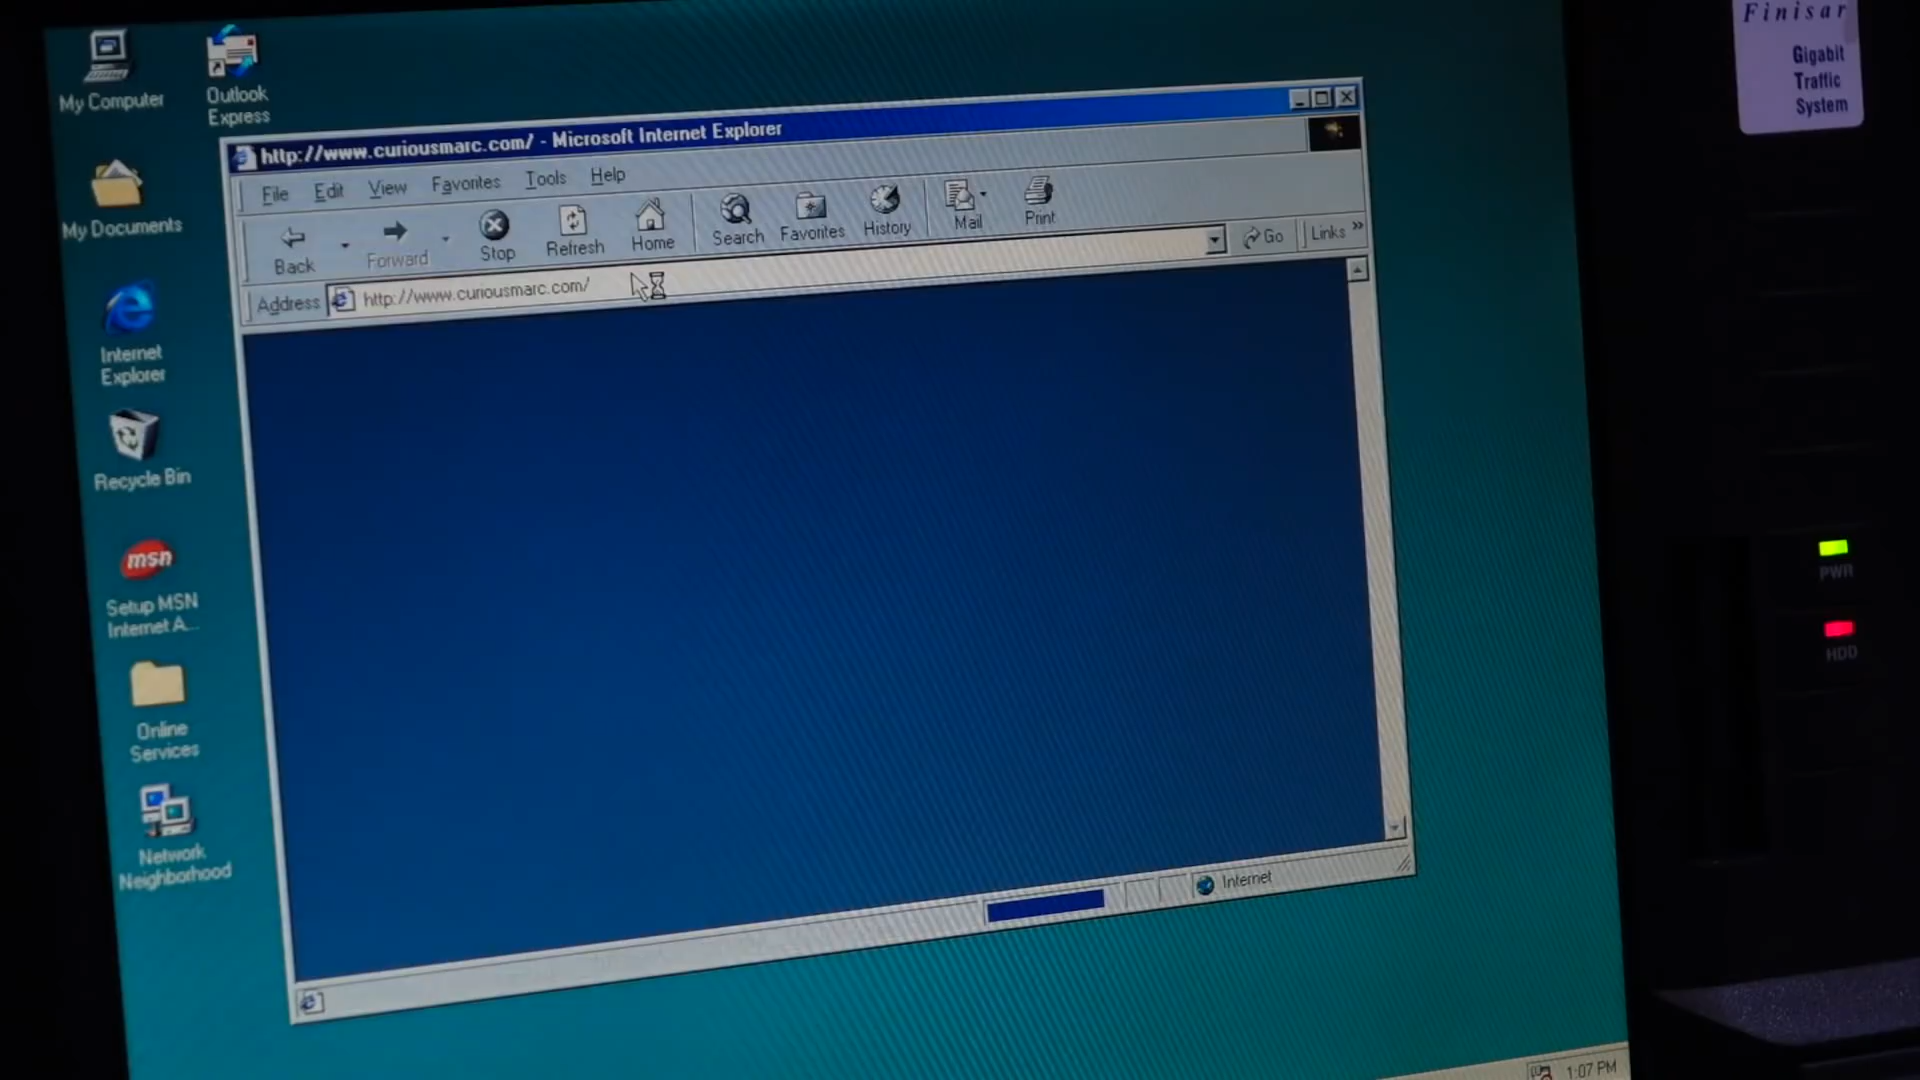 Finisar
Gigabit
Traffic
System
My Computer
Outlook
Express
My Documents
Internet
Explorer
Recycle Bin
msn
Setup MSN
Internet A...
Online
Services
Network
Neighborhood
http://www.curiousmarc.com/ - Microsoft Internet Explorer
File Edit View Favorites Tools Help
Back Forward Stop Refresh Home Search Favorites History Mail Print
Address http://www.curiousmarc.com/ Go Links »
Internet
PWR
HDD
1:07 PM